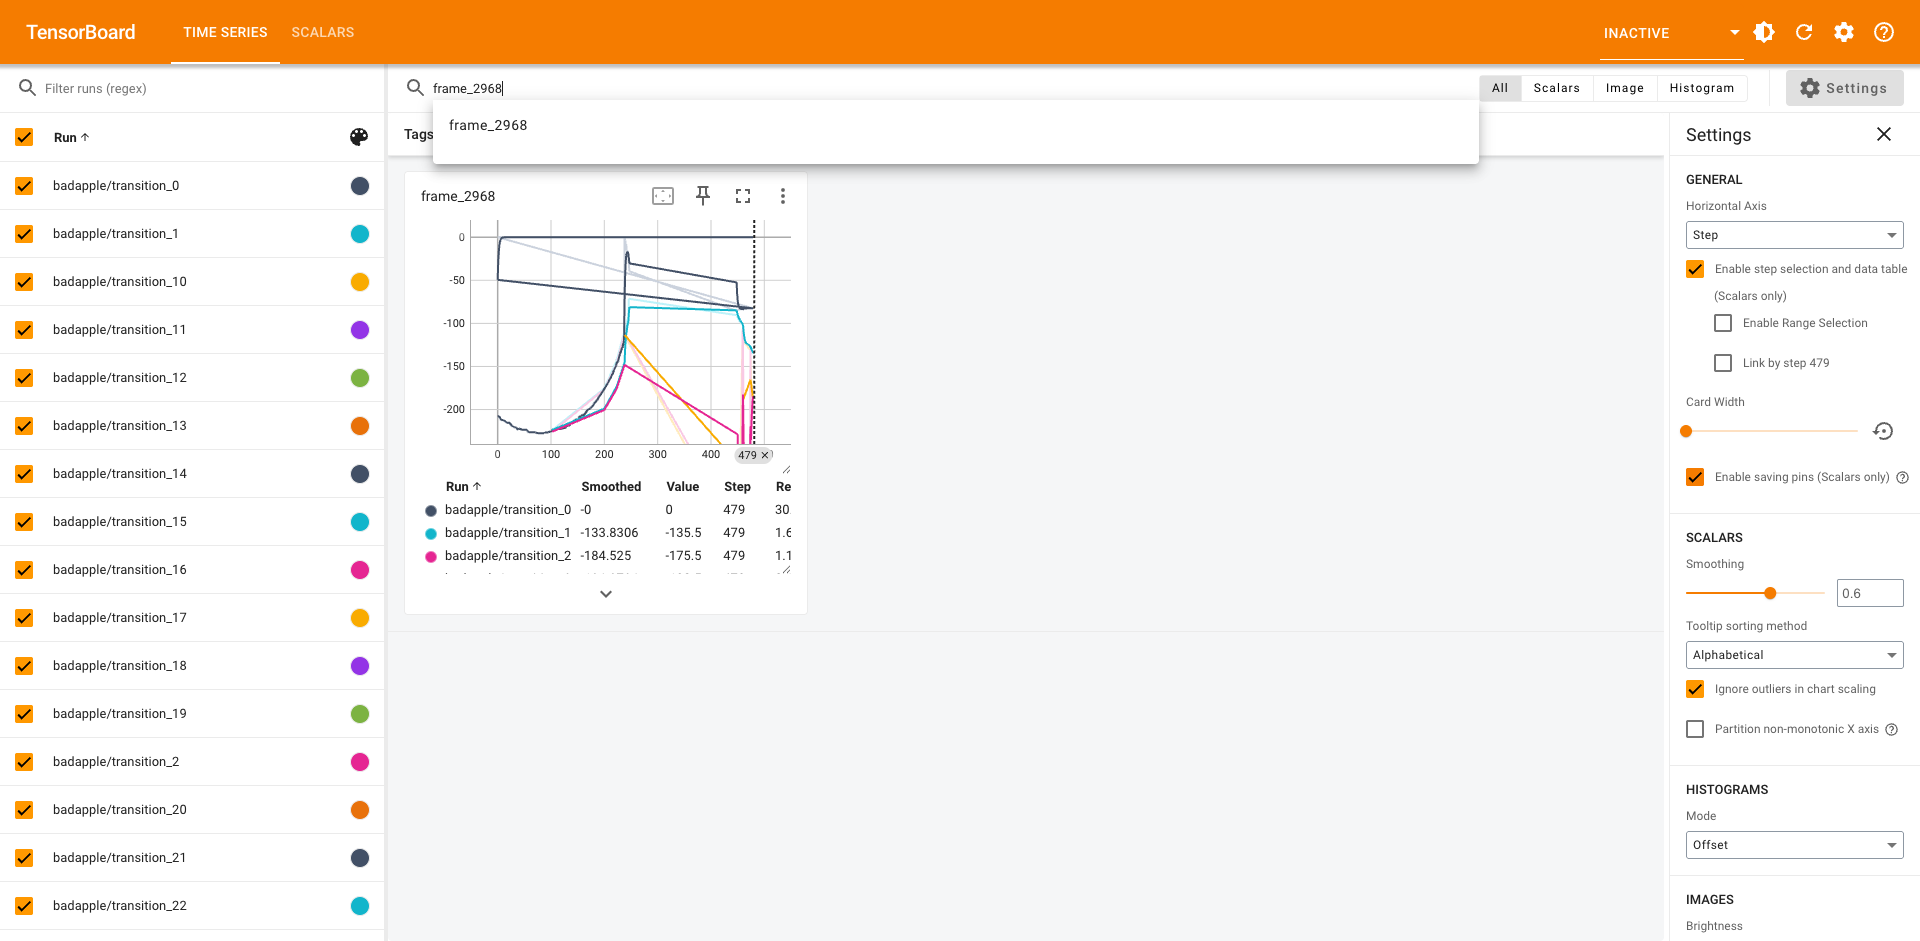 TensorBoard
TIME SERIES
SCALARS
INACTIVE
Filter runs (regex)
Run
badapple/transition_0
badapple/transition_1
badapple/transition_10
badapple/transition_11
badapple/transition_12
badapple/transition_13
badapple/transition_14
badapple/transition_15
badapple/transition_16
badapple/transition_17
badapple/transition_18
badapple/transition_19
badapple/transition_2
badapple/transition_20
badapple/transition_21
badapple/transition_22
frame_2968
All
Scalars
Image
Histogram
Settings
frame_2968
Tags
frame_2968
0
-50
-100
-150
-200
0 100 200 300 400 479
Run Smoothed Value Step Re
badapple/transition_0 -0 0 479 30
badapple/transition_1 -133.8306 -135.5 479 1.6
badapple/transition_2 -184.525 -175.5 479 1.1
Settings
GENERAL
Horizontal Axis
Step
Enable step selection and data table
(Scalars only)
Enable Range Selection
Link by step 479
Card Width
Enable saving pins (Scalars only)
SCALARS
Smoothing
0.6
Tooltip sorting method
Alphabetical
Ignore outliers in chart scaling
Partition non-monotonic X axis
HISTOGRAMS
Mode
Offset
IMAGES
Brightness